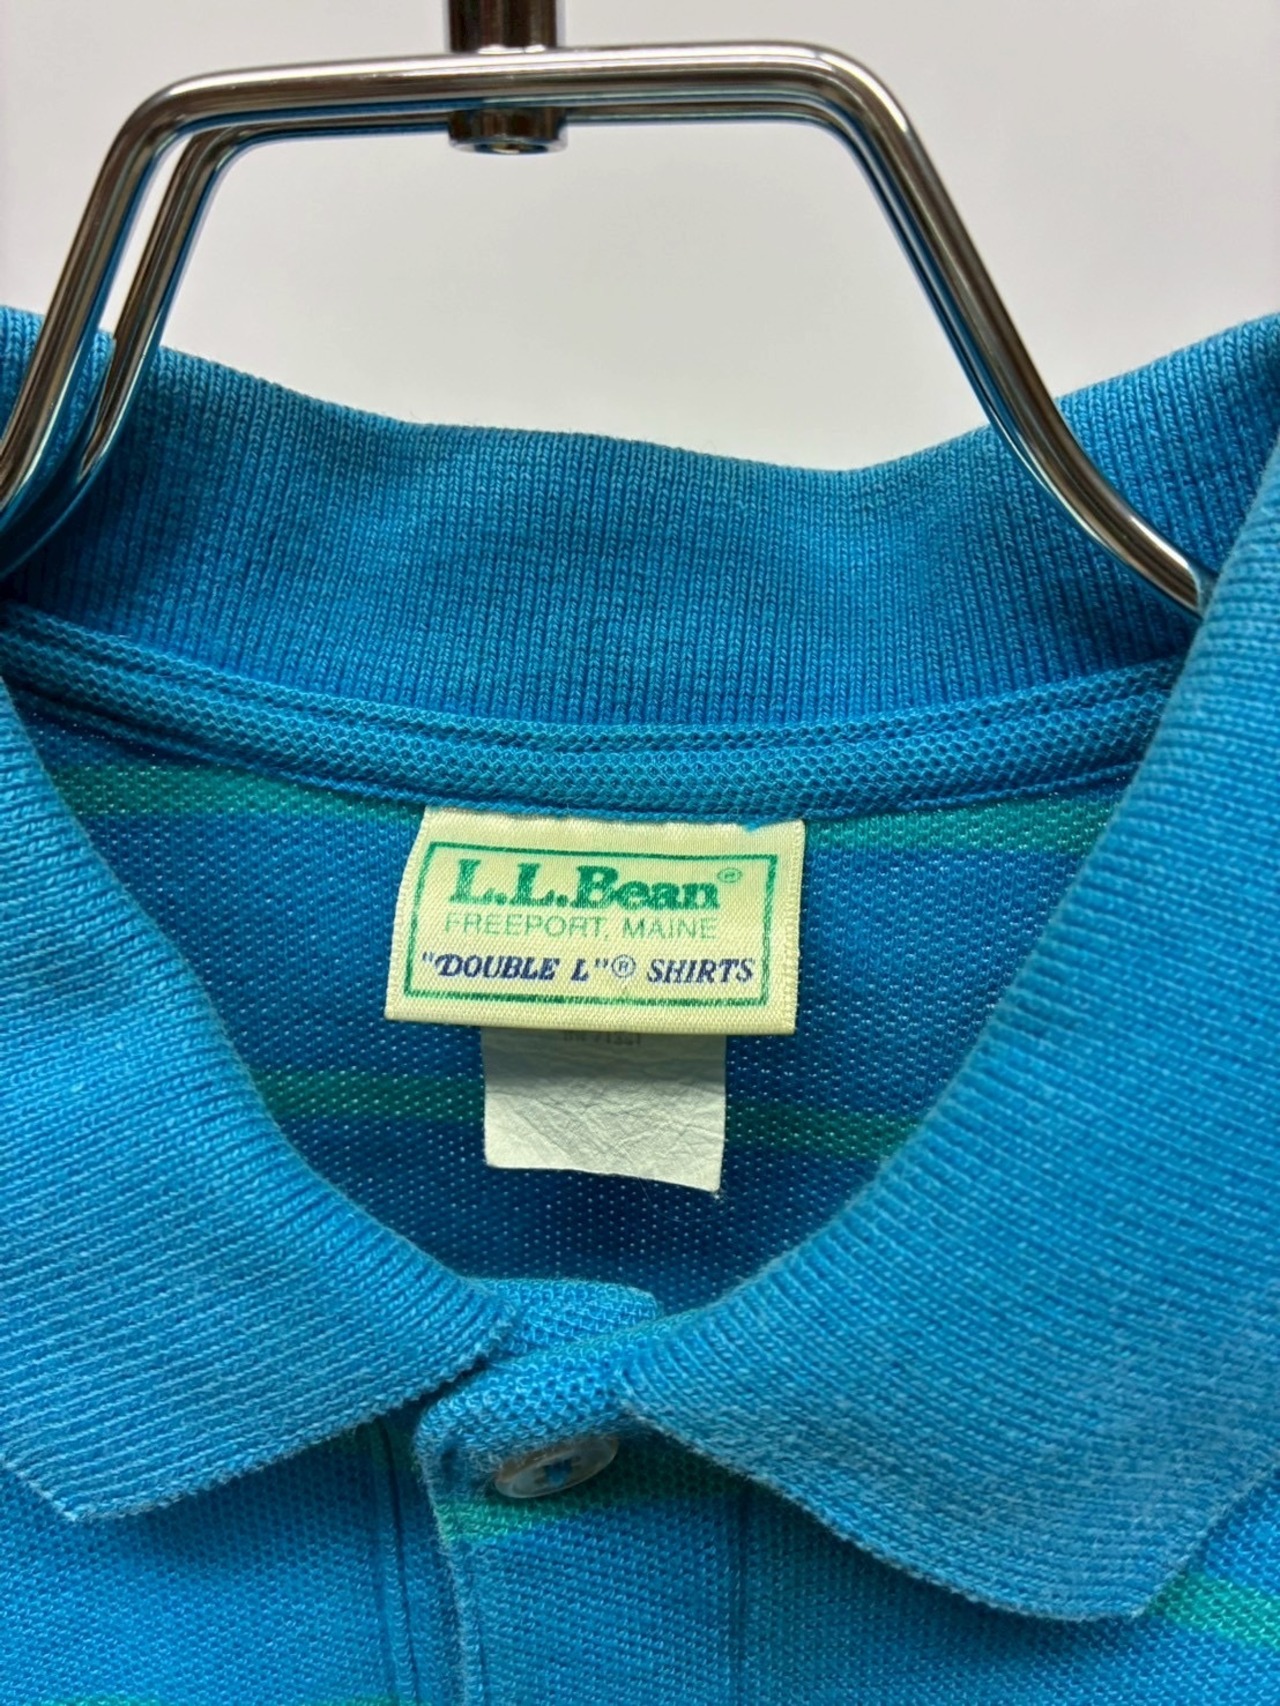 L.L.Bean®
FREEPORT, MAINE
"DOUBLE L"® SHIRTS